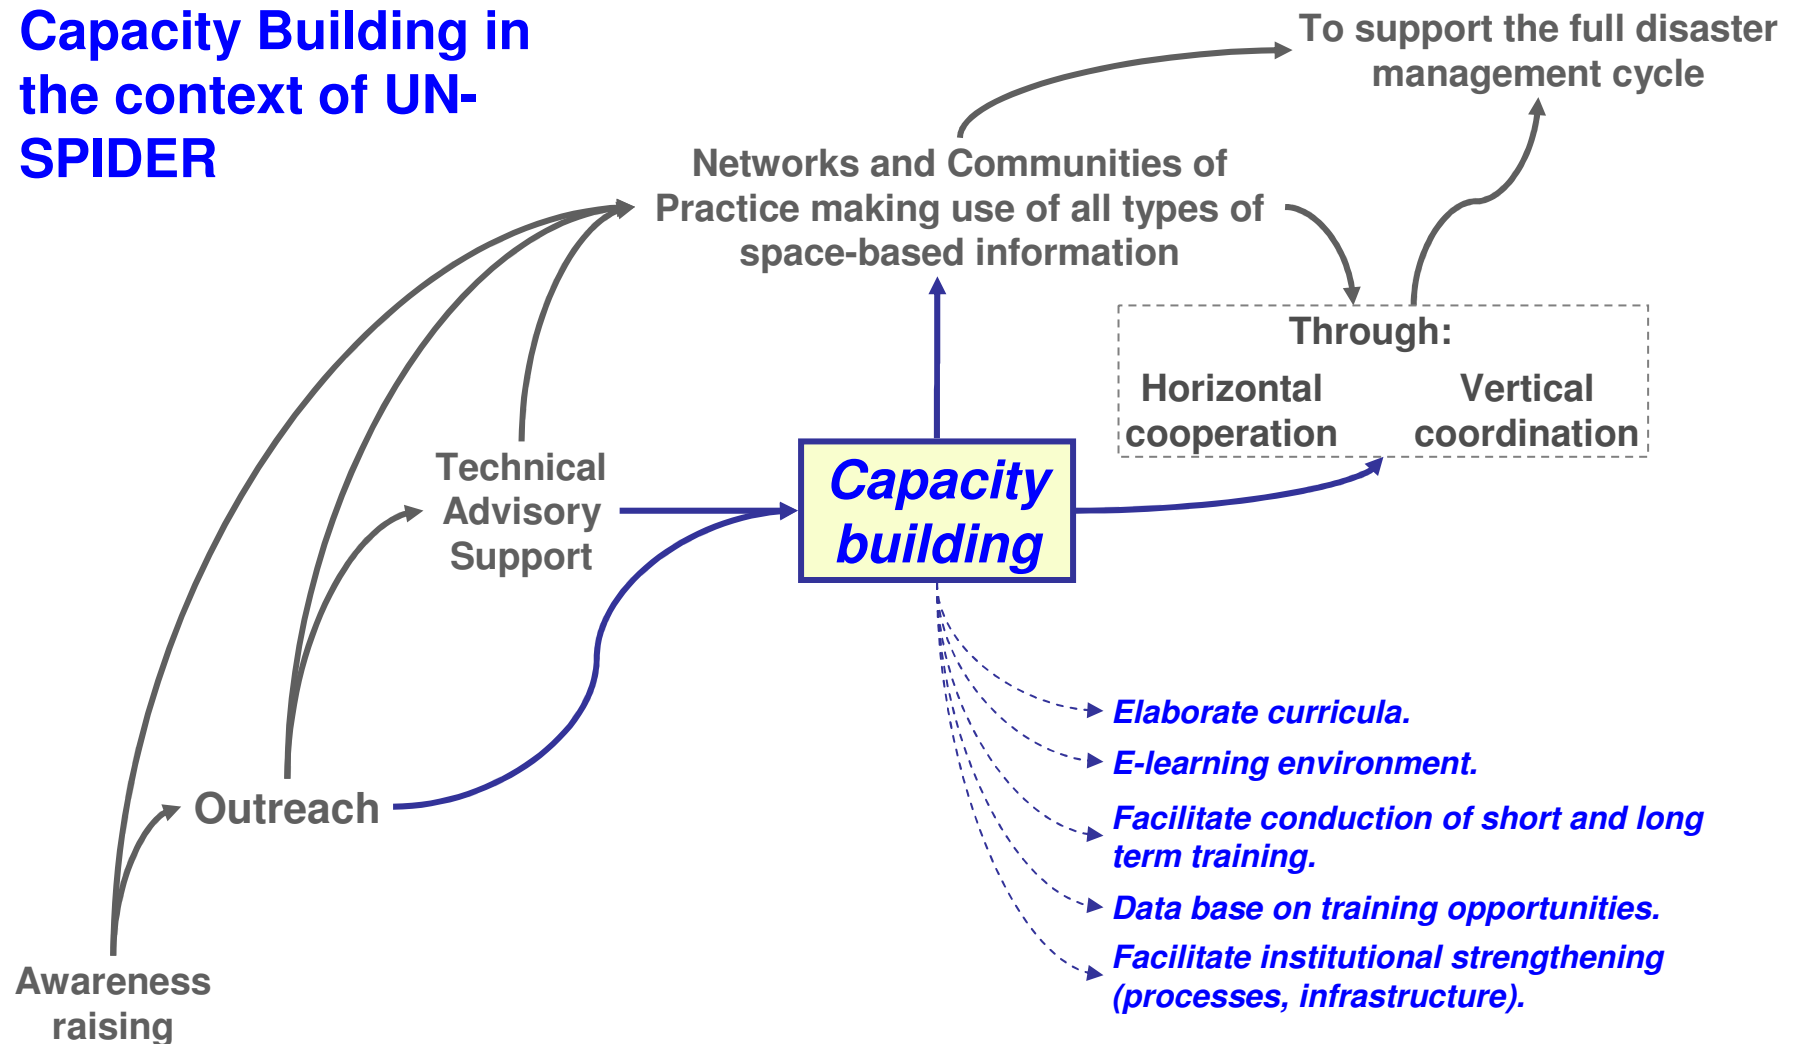 Capacity Building in
the context of UN-
SPIDER
To support the full disaster
management cycle
Networks and Communities of
Practice making use of all types of
space-based information
Through:
Horizontal
cooperation
Vertical
coordination
Technical
Advisory
Support
Capacity
building
Outreach
Awareness
raising
Elaborate curricula.
E-learning environment.
Facilitate conduction of short and long
term training.
Data base on training opportunities.
Facilitate institutional strengthening
(processes, infrastructure).